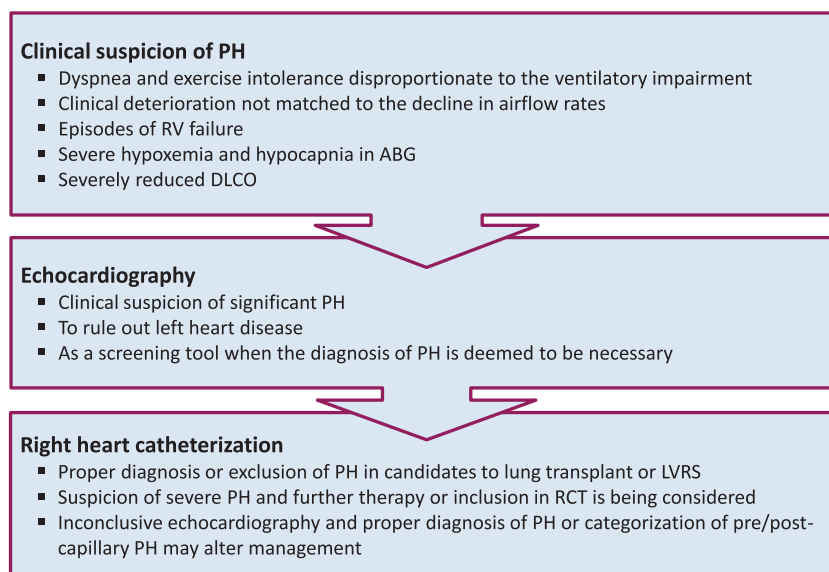 Clinical suspicion of PH
▪ Dyspnea and exercise intolerance disproportionate to the ventilatory impairment
▪ Clinical deterioration not matched to the decline in airflow rates
▪ Episodes of RV failure
▪ Severe hypoxemia and hypocapnia in ABG
▪ Severely reduced DLCO
Echocardiography
▪ Clinical suspicion of significant PH
▪ To rule out left heart disease
▪ As a screening tool when the diagnosis of PH is deemed to be necessary
Right heart catheterization
▪ Proper diagnosis or exclusion of PH in candidates to lung transplant or LVRS
▪ Suspicion of severe PH and further therapy or inclusion in RCT is being considered
▪ Inconclusive echocardiography and proper diagnosis of PH or categorization of pre/post-
capillary PH may alter management